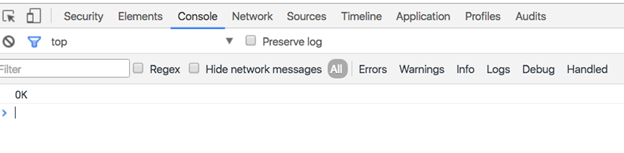 Security Elements Console Network Sources Timeline Application Profiles Audits
top Preserve log
Filter Regex Hide network messages All Errors Warnings Info Logs Debug Handled
OK